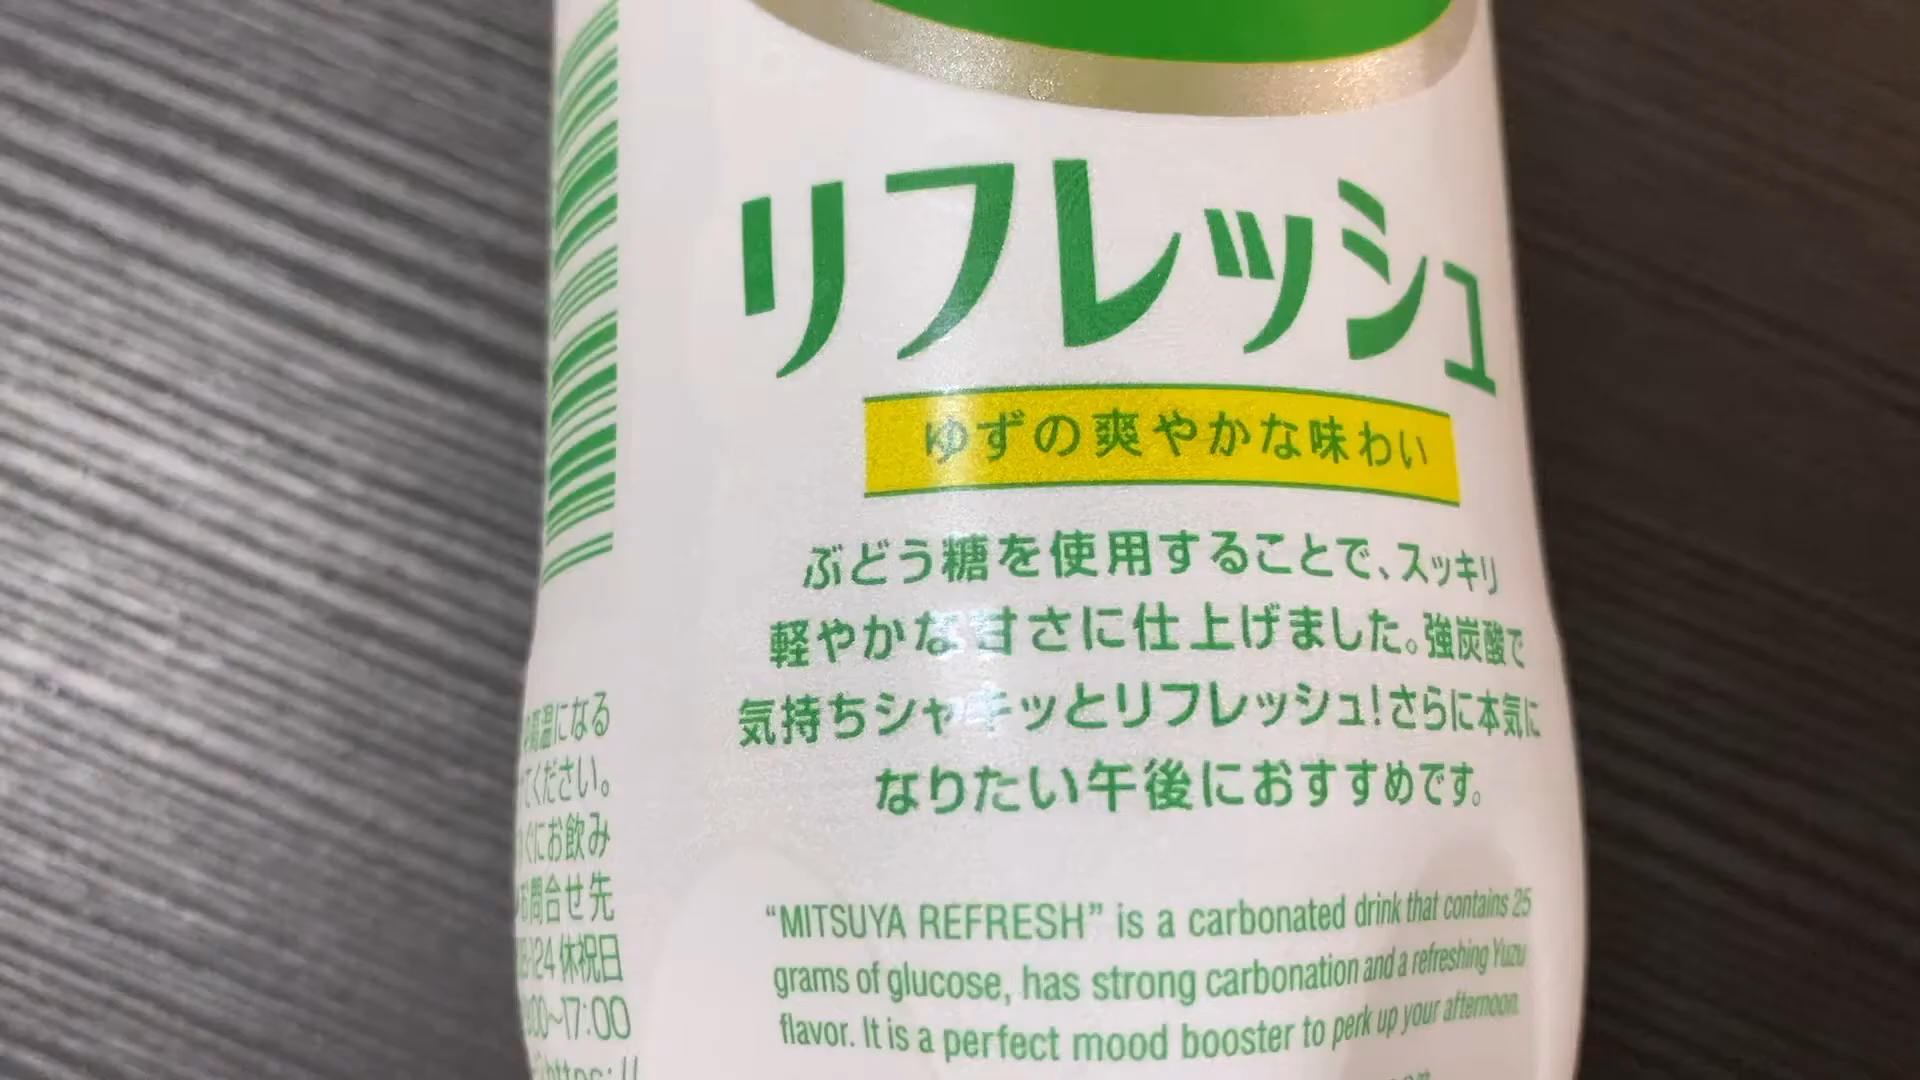 リフレッシュ
ゆずの爽やかな味わい
ぶどう糖を使用することで、スッキリ
軽やかな甘さに仕上げました。強炭酸で
気持ちシャキッとリフレッシュ!さらに本気に
なりたい午後におすすめです。
“MITSUYA REFRESH” is a carbonated drink that contains 25
grams of glucose, has strong carbonation and a refreshing Yuzu
flavor. It is a perfect mood booster to perk up your afternoon.
高温になる
てください。
ぐにお飲み
お問合せ先
124 休祝日
:00~17:00
https://